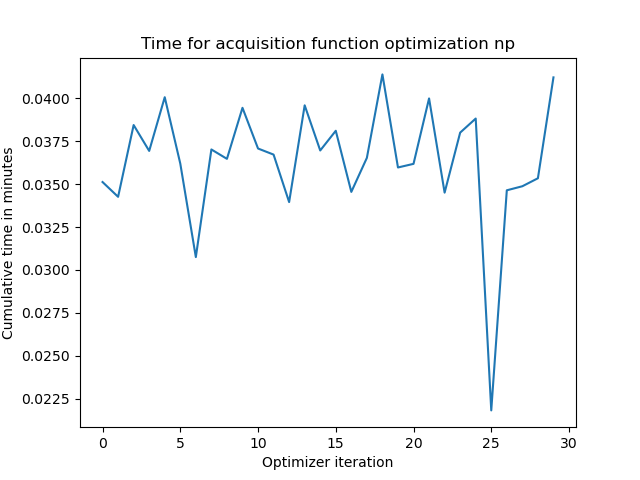 Time for acquisition function optimization np
0.0400
0.0375
0.0350
0.0325
0.0300
0.0275
0.0250
0.0225
Cumulative time in minutes
0 5 10 15 20 25 30
Optimizer iteration